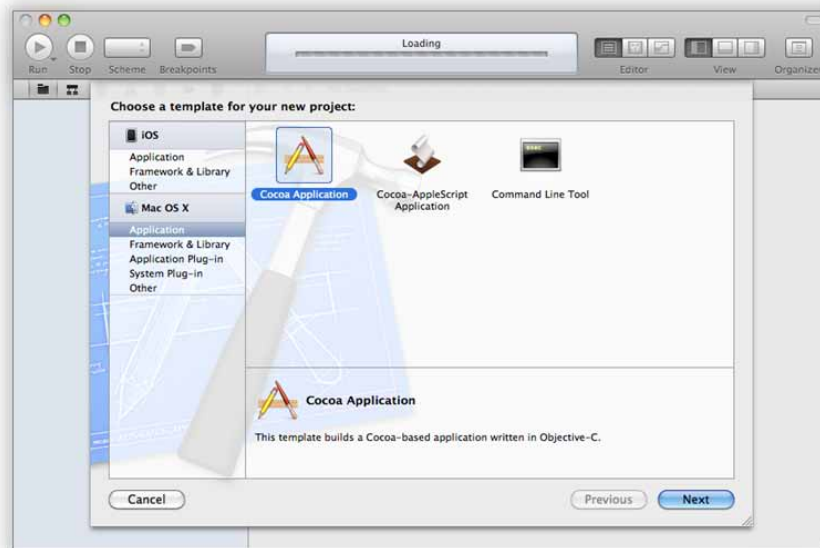 Loading
Run Stop Scheme Breakpoints Editor View Organizer
Choose a template for your new project:
iOS
Application
Framework & Library
Other
Mac OS X
Application
Framework & Library
Application Plug-in
System Plug-in
Other
Cocoa Application
Cocoa-AppleScript
Application
Command Line Tool
Cocoa Application
This template builds a Cocoa-based application written in Objective-C.
Cancel Previous Next